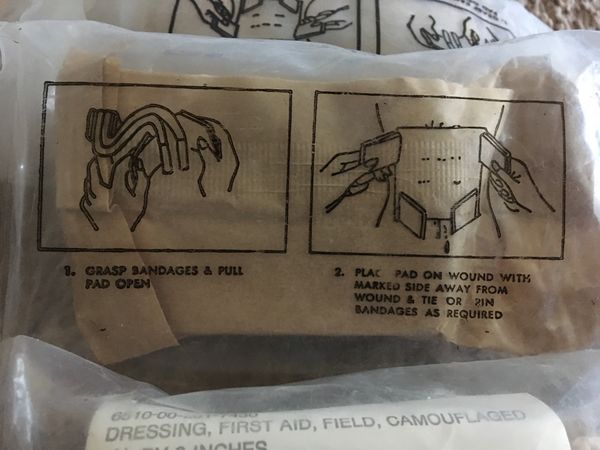 1. GRASP BANDAGES & PULL
PAD OPEN
2. PLAC PAD ON WOUND WITH
MARKED SIDE AWAY FROM
WOUND & TIE OR PIN
BANDAGES AS REQUIRED
DRESSING, FIRST AID, FIELD, CAMOUFLAGED
INCHES